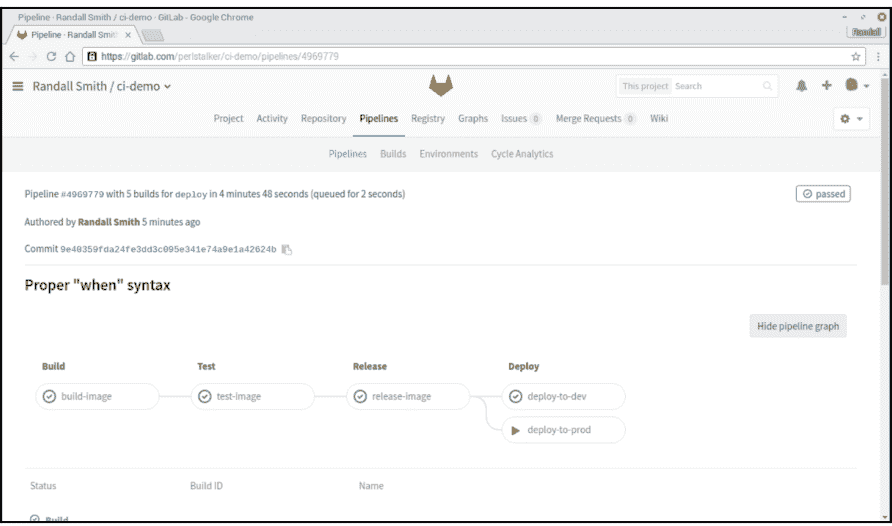 Pipeline · Randall Smith / ci-demo · GitLab - Google Chrome
Pipeline · Randall Smit
Randall
https://gitlab.com/perlstalker/ci-demo/pipelines/4969779
Randall Smith / ci-demo
This project Search
Project Activity Repository Pipelines Registry Graphs Issues 0 Merge Requests 0 Wiki
Pipelines Builds Environments Cycle Analytics
Pipeline #4969779 with 5 builds for deploy in 4 minutes 48 seconds (queued for 2 seconds)
passed
Authored by Randall Smith 5 minutes ago
Commit 9e40359fda24fe3dd3c095e341e74a9e1a42624b
Proper "when" syntax
Hide pipeline graph
Build Test Release Deploy
build-image test-image release-image deploy-to-dev
deploy-to-prod
Status Build ID Name
Build